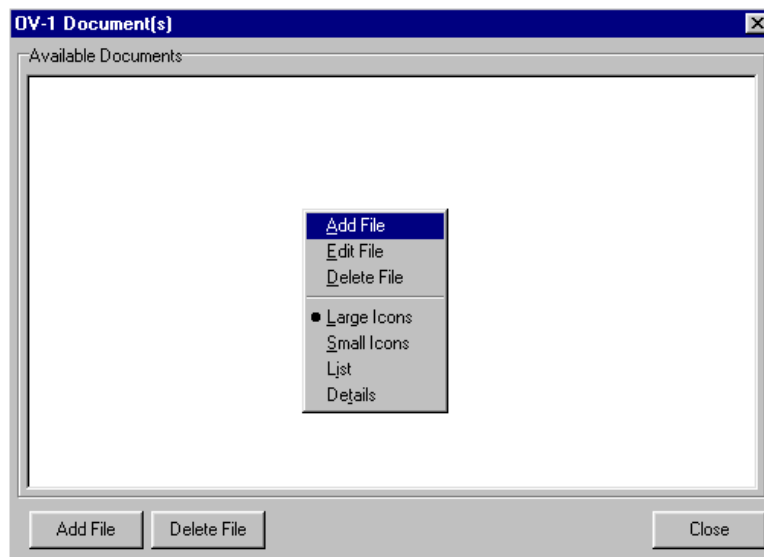 OV-1 Document(s)
Available Documents
Add File
Edit File
Delete File
Large Icons
Small Icons
List
Details
Add File
Delete File
Close